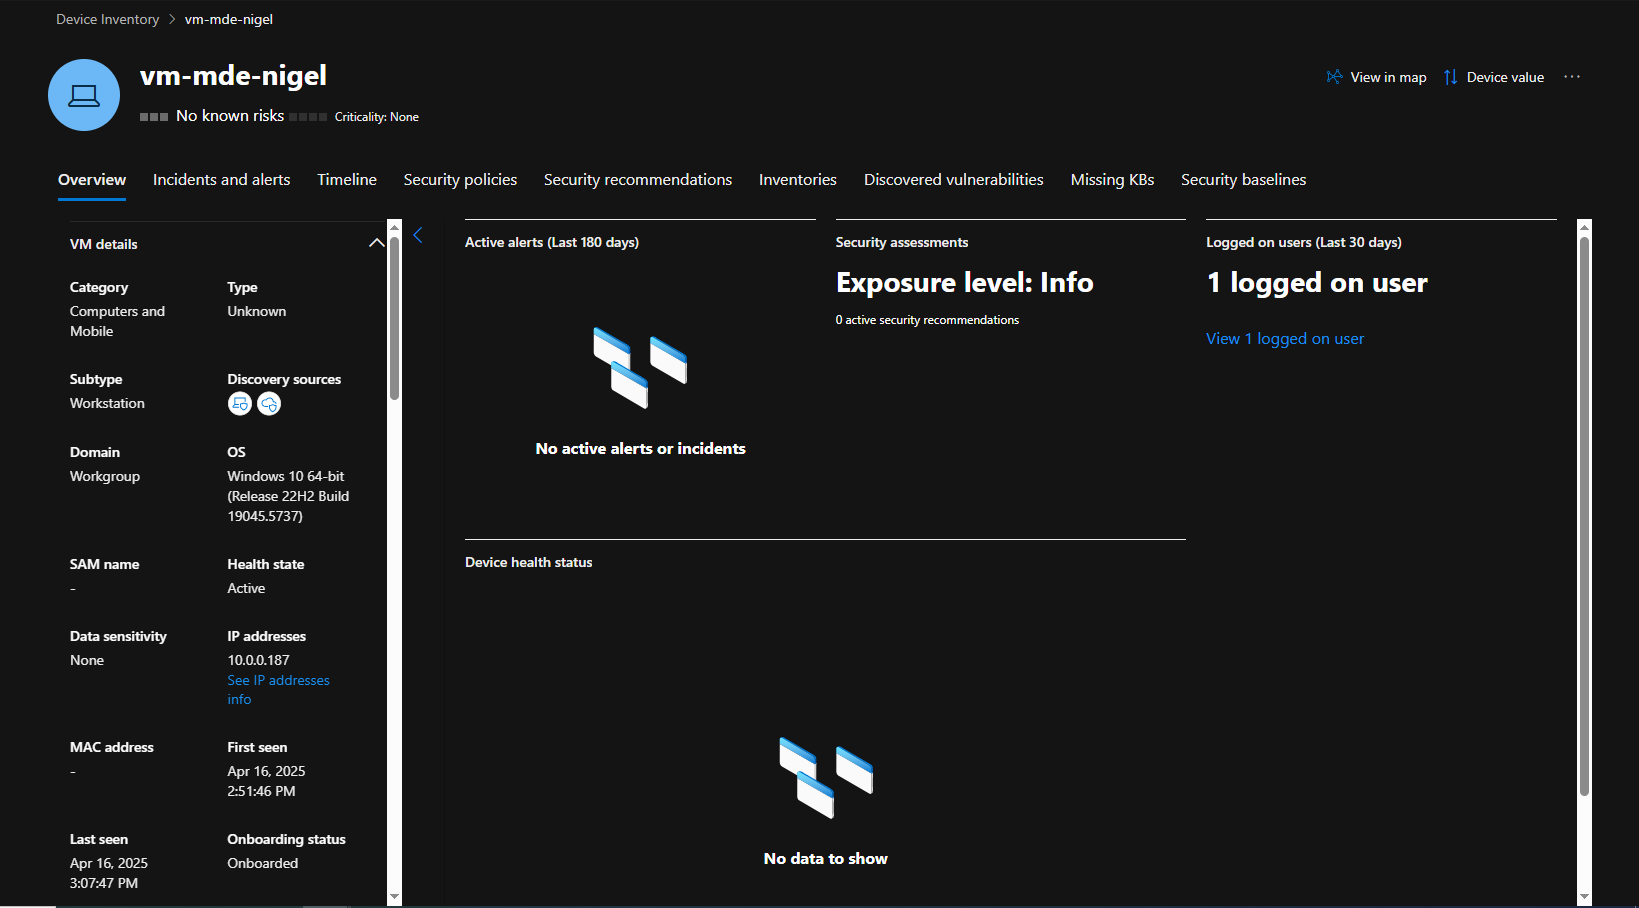 Device Inventory > vm-mde-nigel
vm-mde-nigel
No known risks Criticality: None
View in map Device value ...
Overview Incidents and alerts Timeline Security policies Security recommendations Inventories Discovered vulnerabilities Missing KBs Security baselines
VM details
Category
Computers and
Mobile
Type
Unknown
Subtype
Workstation
Discovery sources
Domain
Workgroup
OS
Windows 10 64-bit
(Release 22H2 Build
19045.5737)
SAM name
-
Health state
Active
Data sensitivity
None
IP addresses
10.0.0.187
See IP addresses
info
MAC address
-
First seen
Apr 16, 2025
2:51:46 PM
Last seen
Apr 16, 2025
3:07:47 PM
Onboarding status
Onboarded
Active alerts (Last 180 days)
No active alerts or incidents
Security assessments
Exposure level: Info
0 active security recommendations
Logged on users (Last 30 days)
1 logged on user
View 1 logged on user
Device health status
No data to show